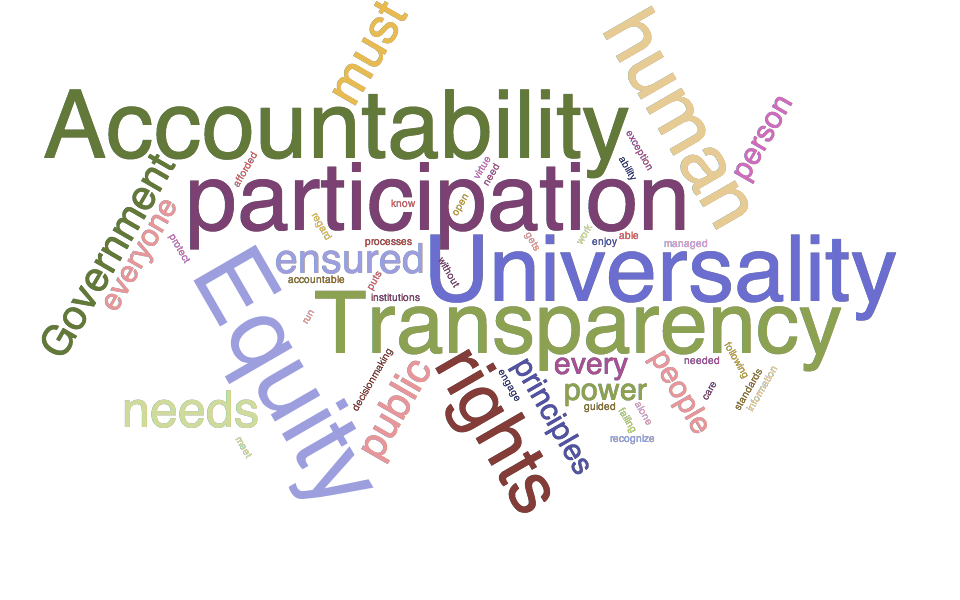 must
human
Accountability
person
exception
ability
virtue
need
afforded
Government
participation
everyone
know
open
regard
protect
processes
gets
work
enjoy
able
managed
ensured
Universality
without
accountable
puts
institutions
Equity
Transparency
run
decisionmaking
public
rights
engage
principles
every
people
needed
following
power
care
standards
information
guided
failing
alone
needs
recognize
meet